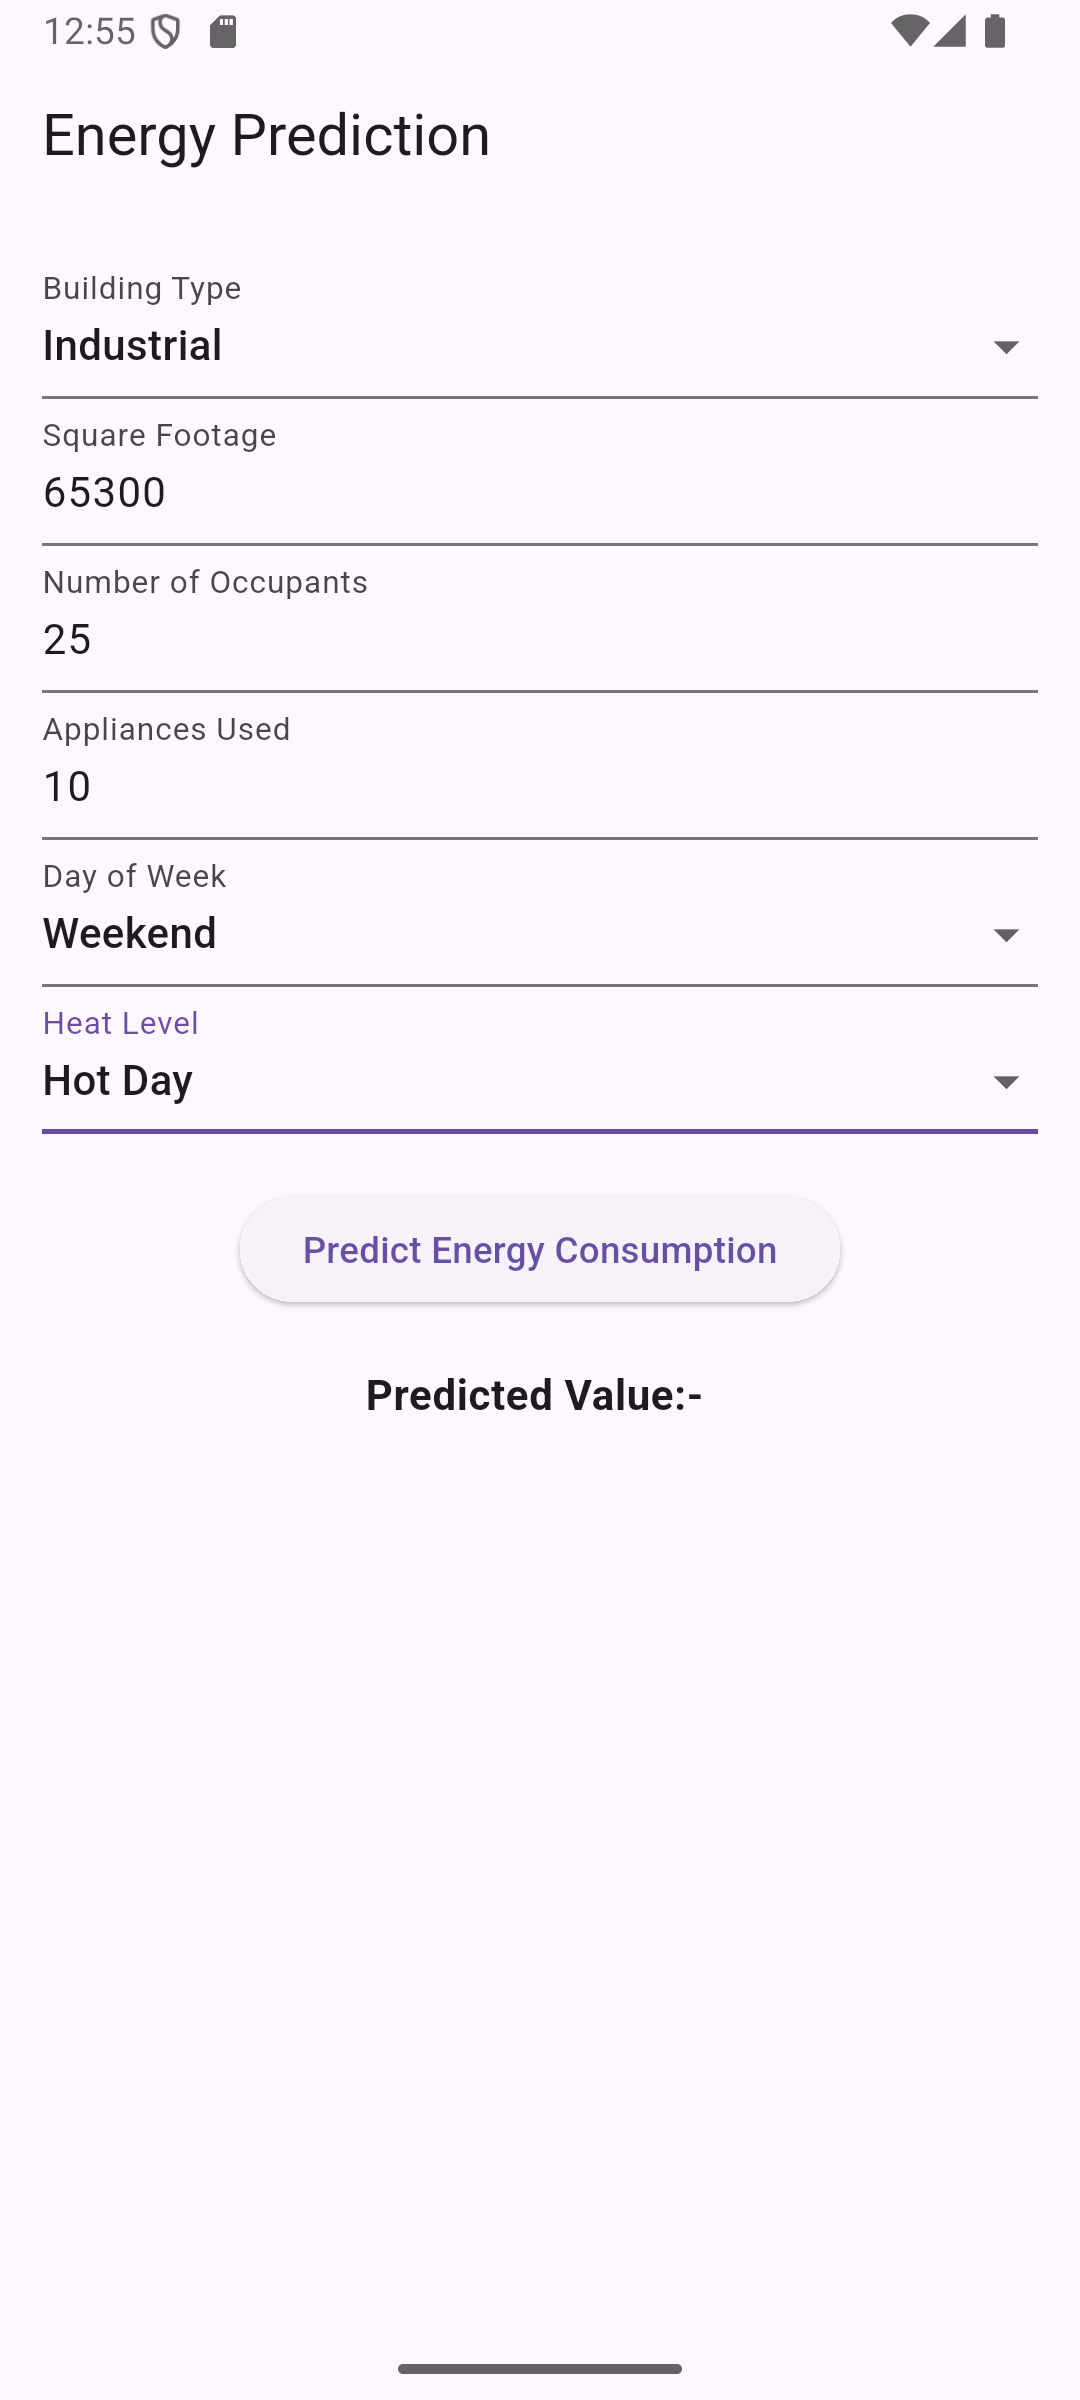 12:55
Energy Prediction
Building Type
Industrial
Square Footage
65300
Number of Occupants
25
Appliances Used
10
Day of Week
Weekend
Heat Level
Hot Day
Predict Energy Consumption
Predicted Value:-